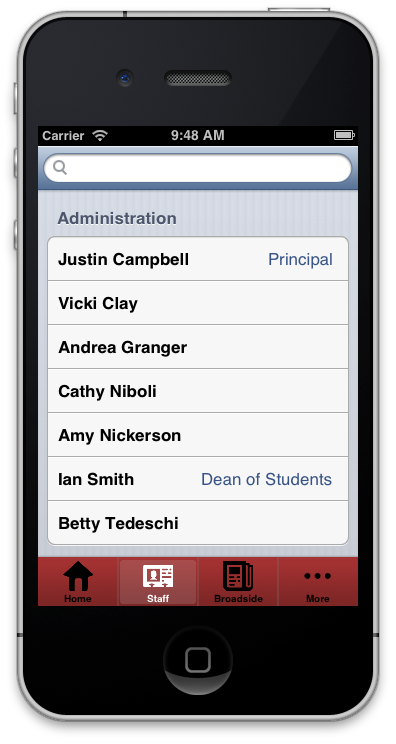 Carrier 9:48 AM
Administration
Justin Campbell Principal
Vicki Clay
Andrea Granger
Cathy Niboli
Amy Nickerson
Ian Smith Dean of Students
Betty Tedeschi
Home Staff Broadside More